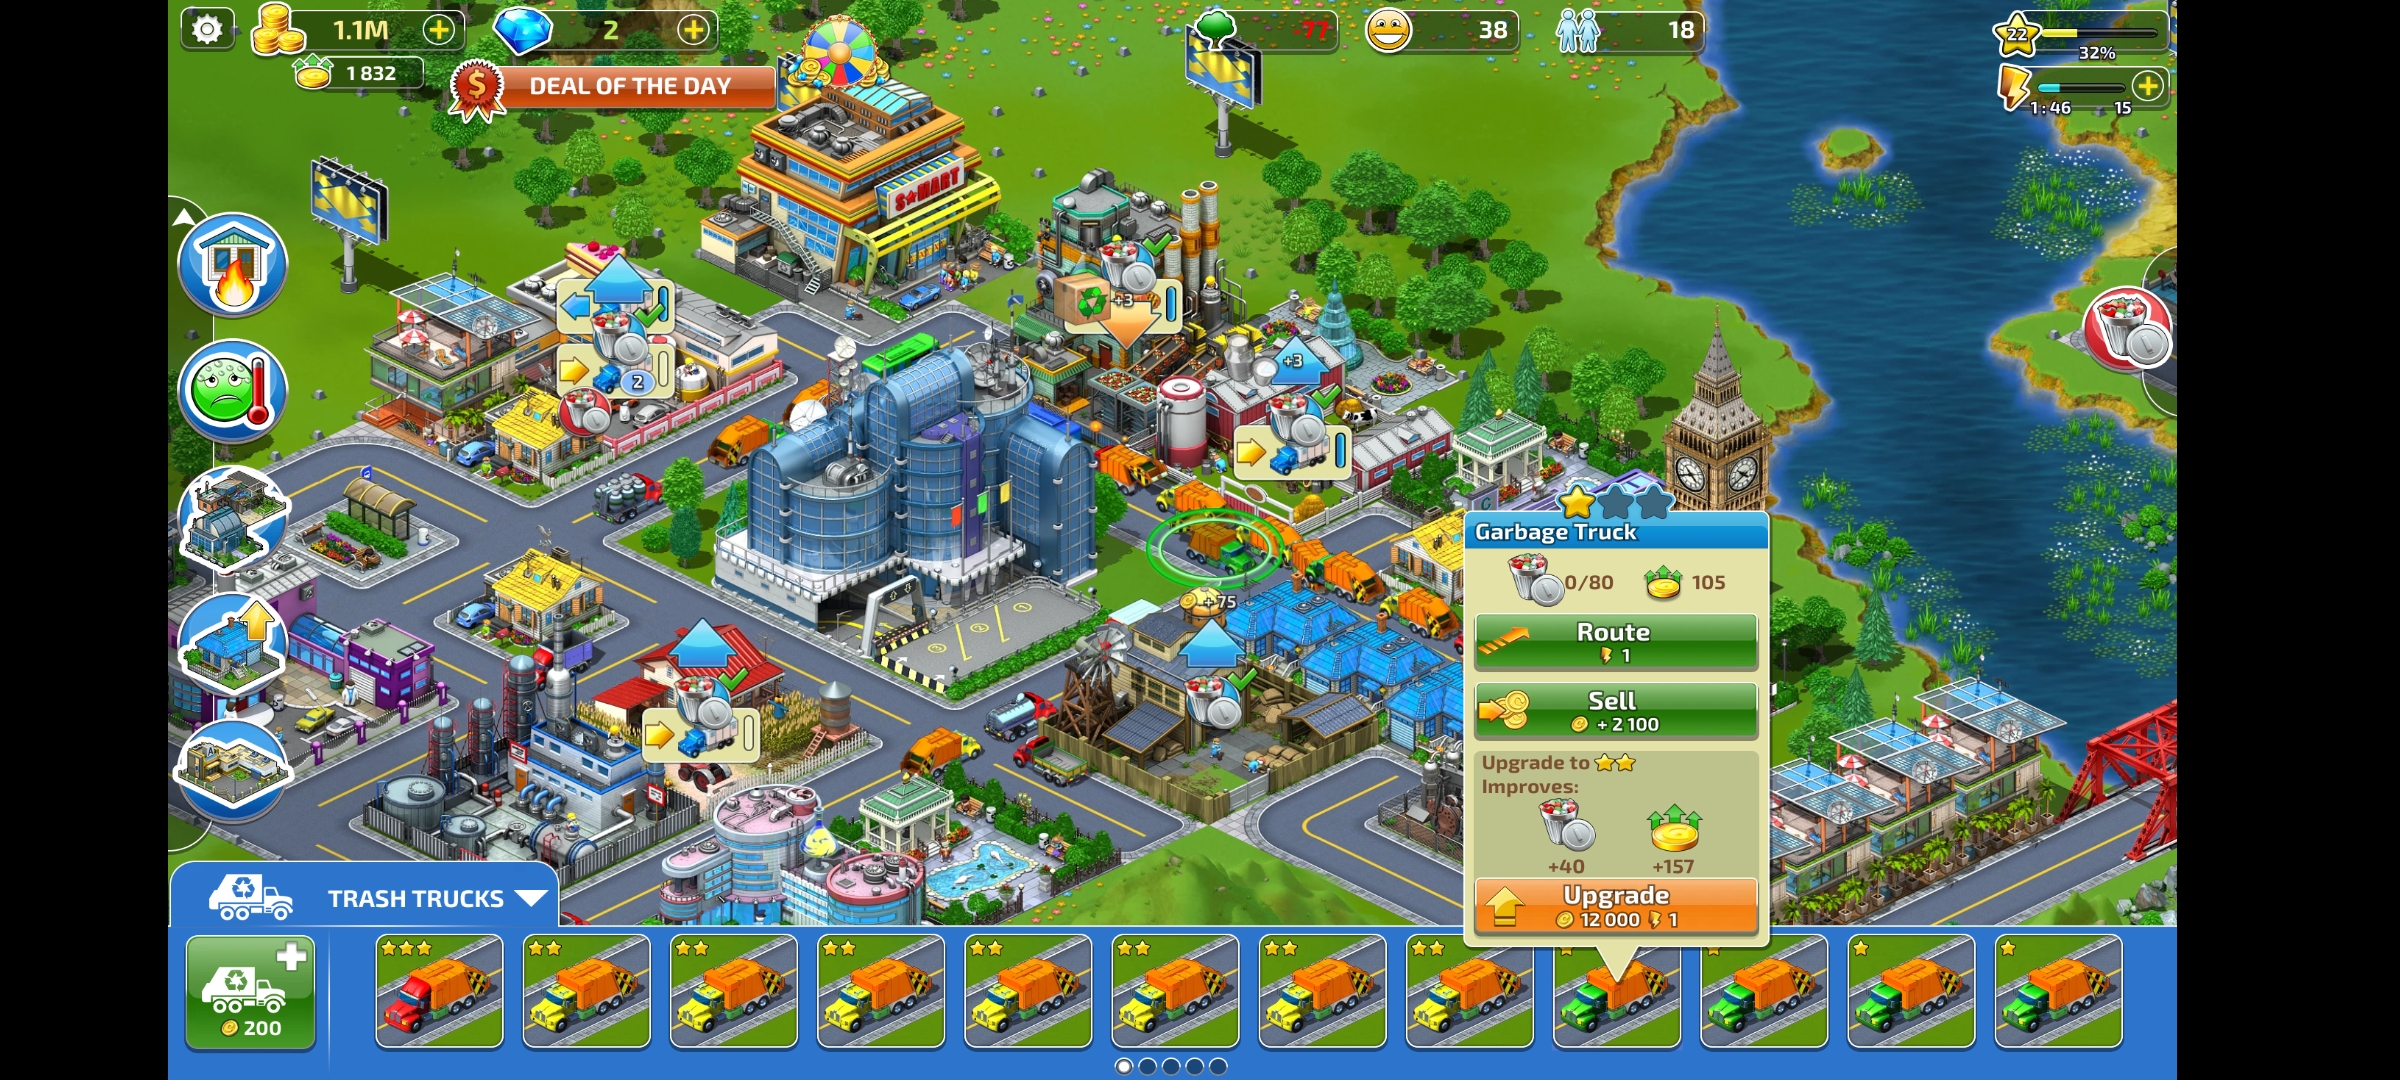 1.1M
2
-77
38
18
22
32%
1 832
DEAL OF THE DAY
1:46
15
S★MART
+3
+3
2
+75
Garbage Truck
0/80
105
Route
1
Sell
+ 2 100
Upgrade to
Improves:
+40
+157
Upgrade
12 000
1
TRASH TRUCKS
200